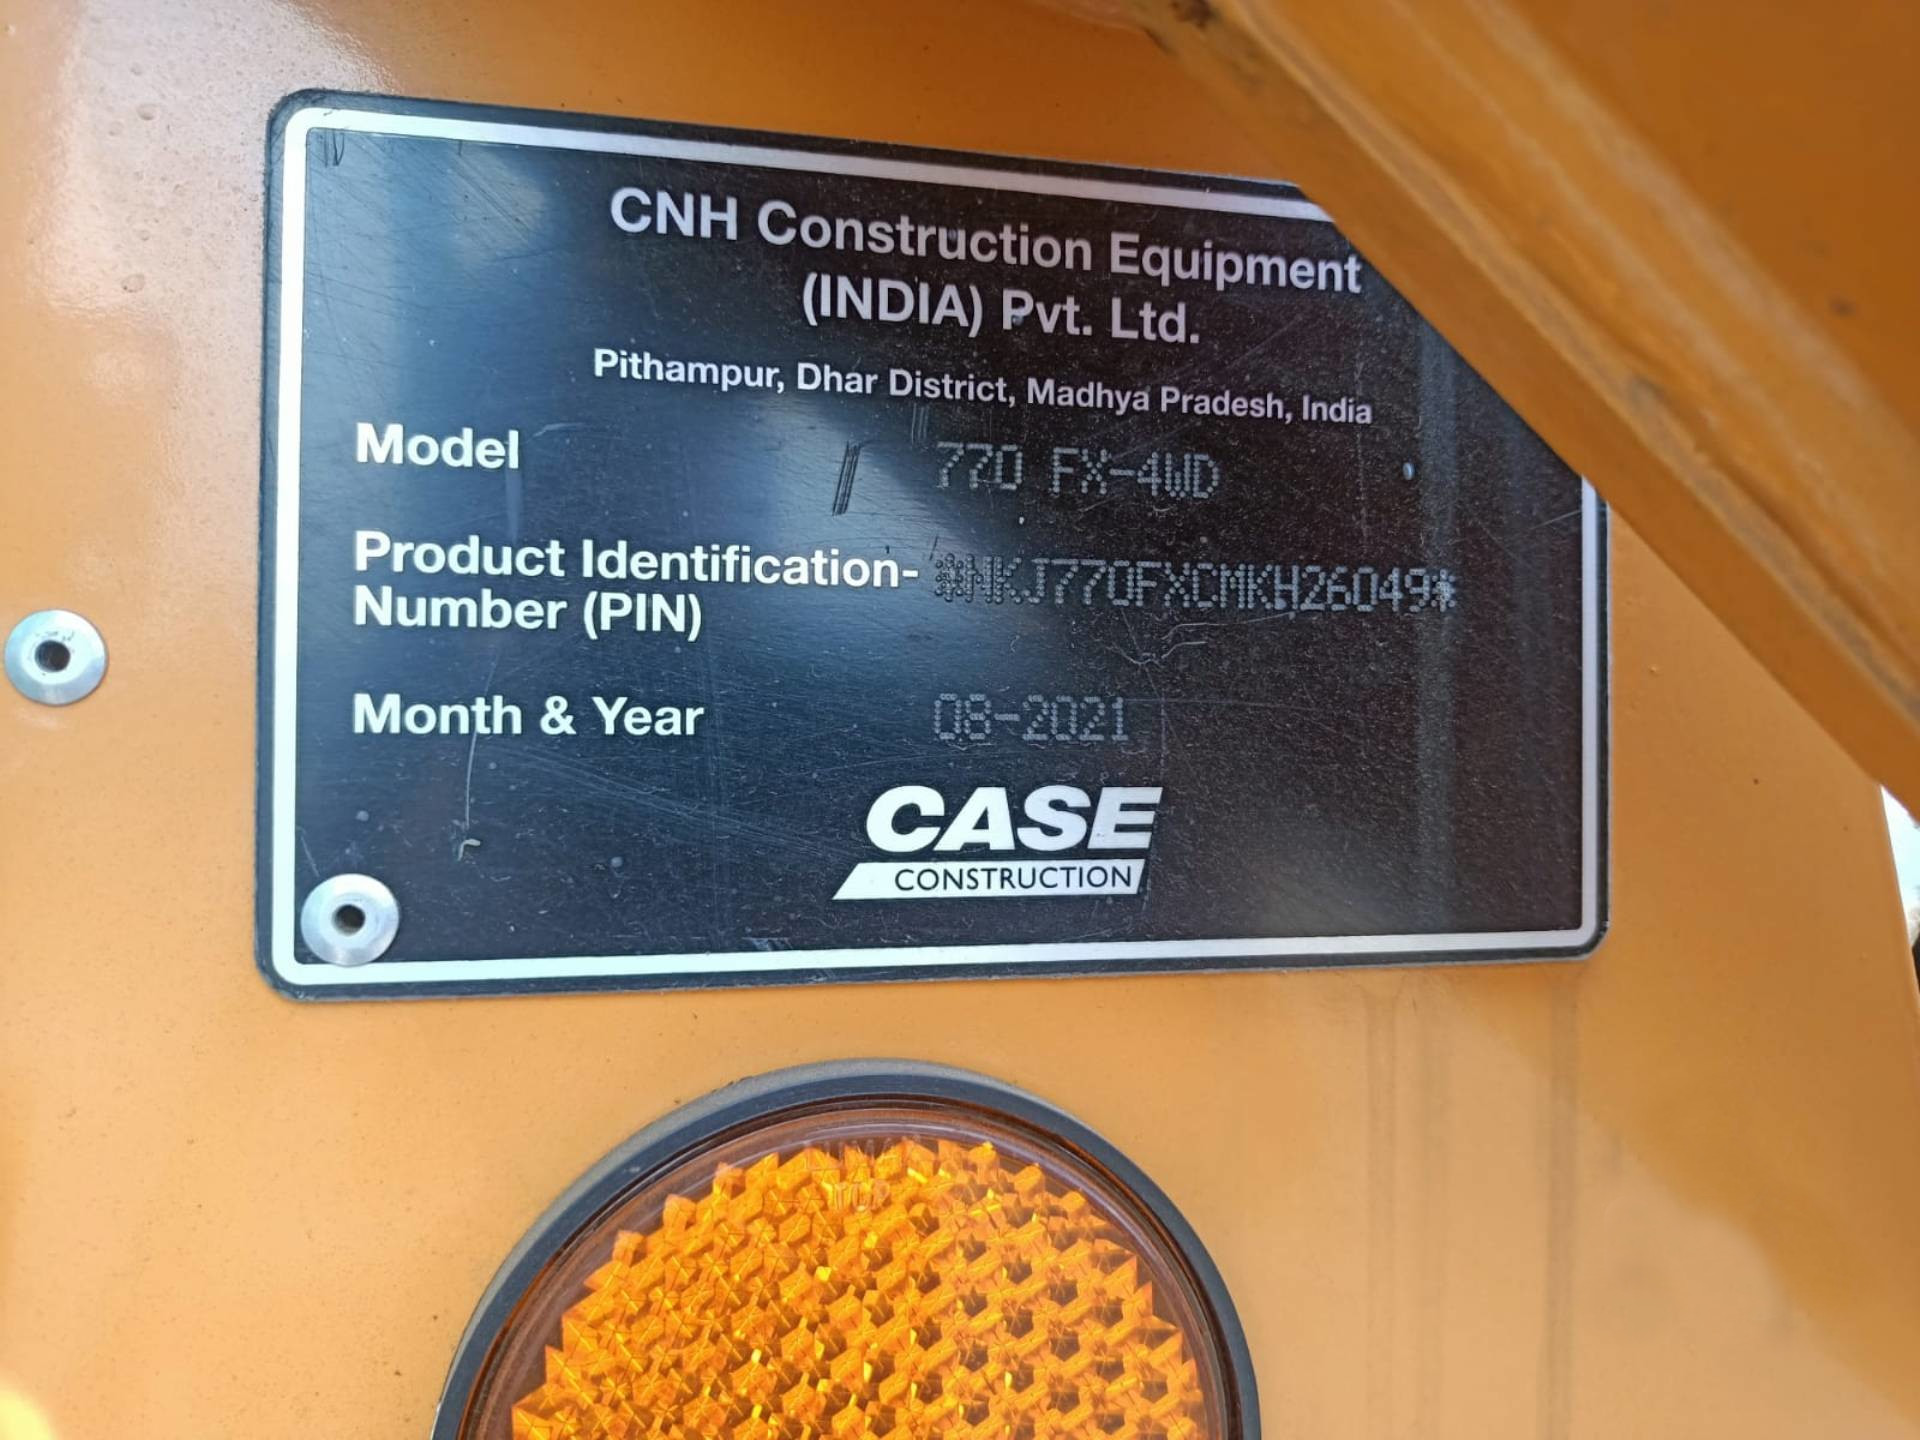 CNH Construction Equipment
(INDIA) Pvt. Ltd.
Pithampur, Dhar District, Madhya Pradesh, India
Model 770 FX-4WD
Product Identification- *NKJ770FXCMKH26049*
Number (PIN)
Month & Year 08-2021
CASE
CONSTRUCTION